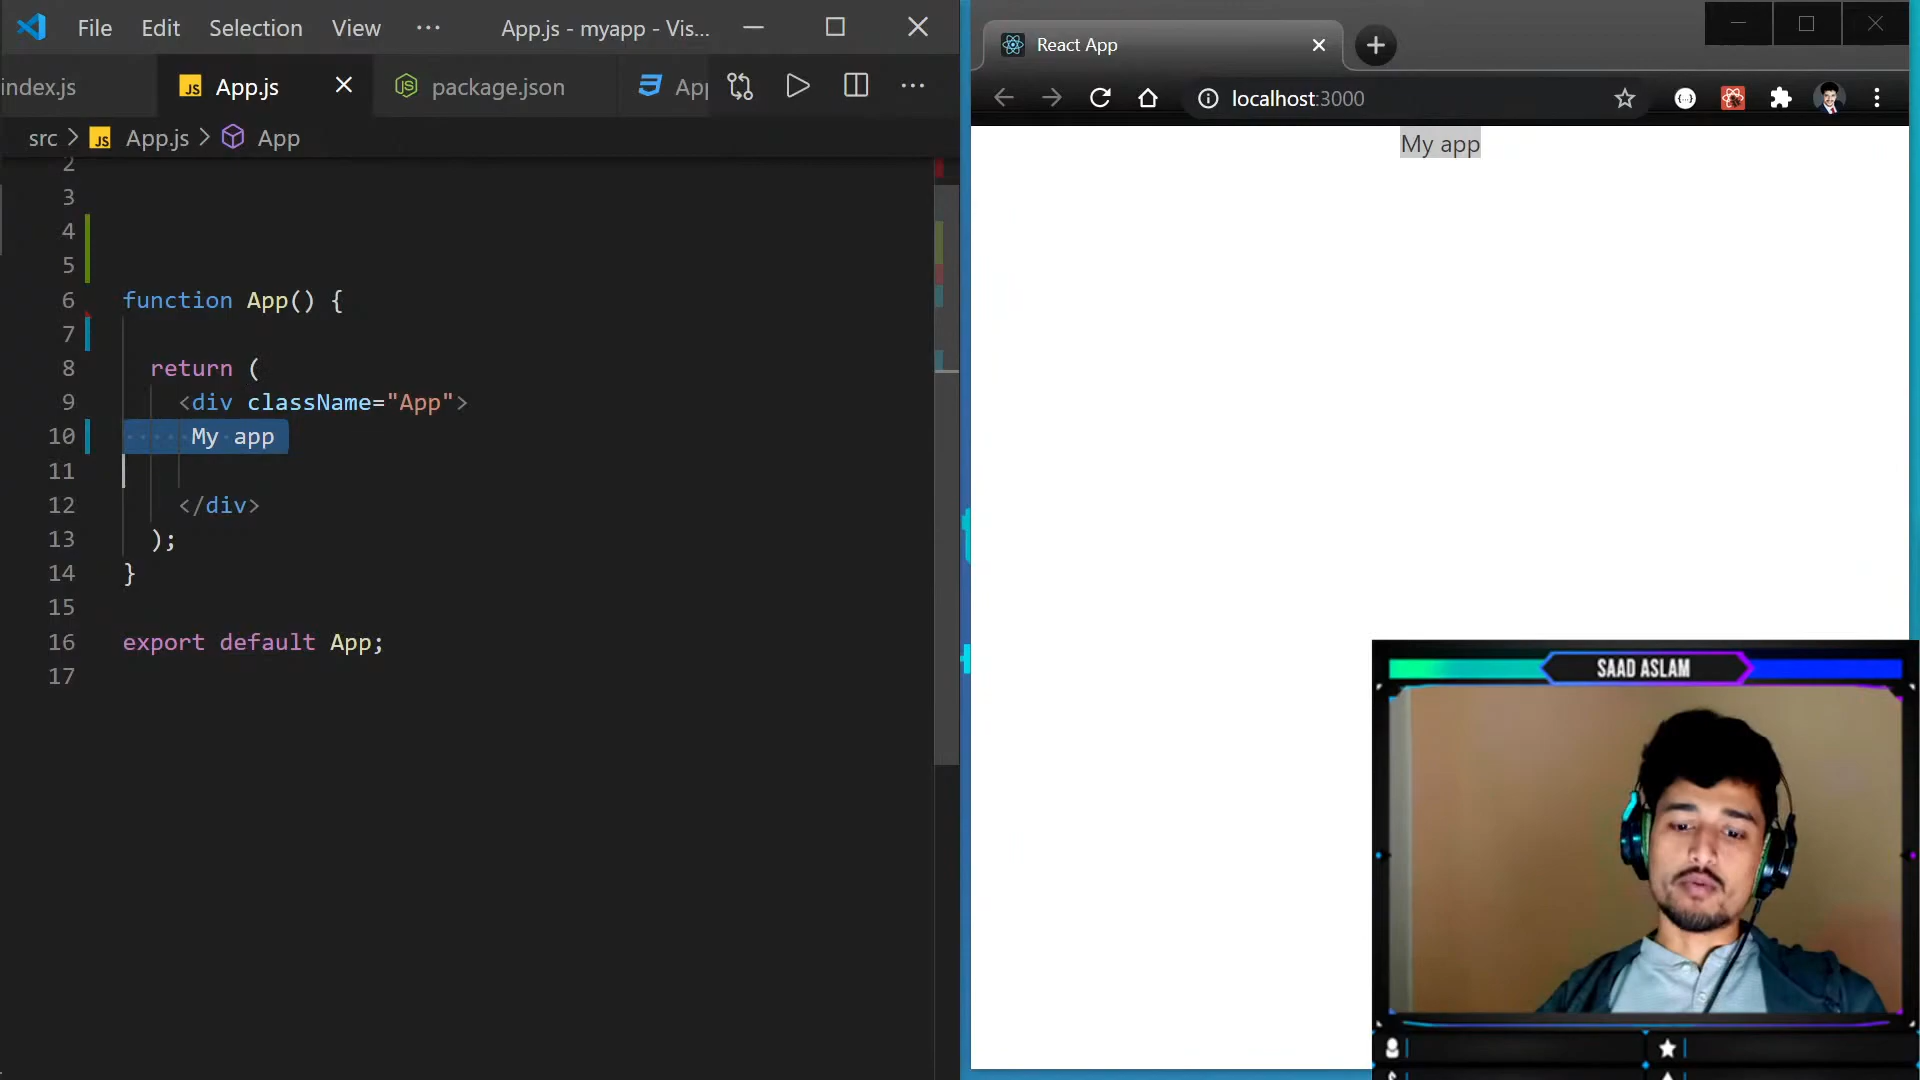 File Edit Selection View ··· App.js - myapp - Vis...
index.js App.js package.json App
src > App.js > App
2
3
4
5
6 function App() {
7
8 return (
9 <div className="App">
10 My app
11
12 </div>
13 );
14 }
15
16 export default App;
17
React App
localhost:3000
My app
SAAD ASLAM